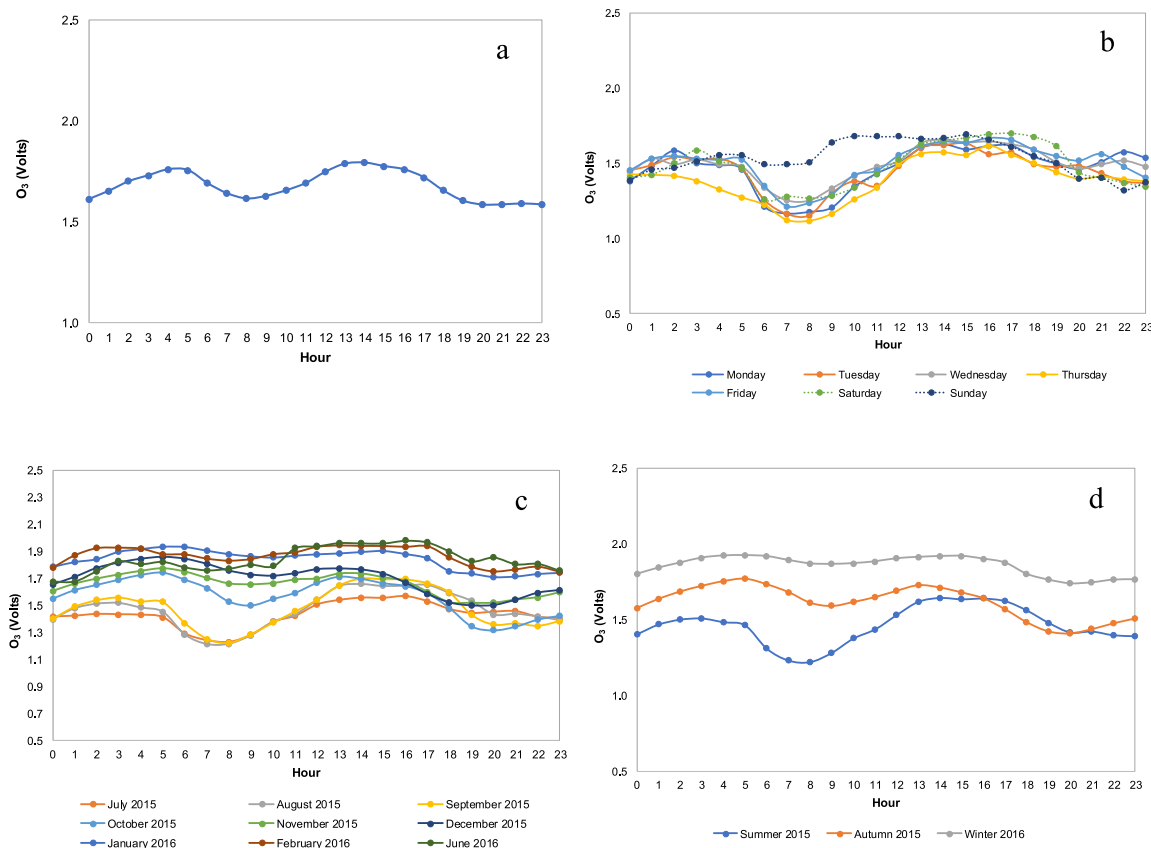 a
2.5
2.0
1.5
1.0
O3 (Volts)
0 1 2 3 4 5 6 7 8 9 10 11 12 13 14 15 16 17 18 19 20 21 22 23
Hour
b
2.5
2.0
1.5
1.0
0.5
O3 (Volts)
0 1 2 3 4 5 6 7 8 9 10 11 12 13 14 15 16 17 18 19 20 21 22 23
Hour
Monday Tuesday Wednesday Thursday
Friday Saturday Sunday
c
2.5
2.3
2.1
1.9
1.7
1.5
1.3
1.1
0.9
0.7
0.5
O3 (Volts)
0 1 2 3 4 5 6 7 8 9 10 11 12 13 14 15 16 17 18 19 20 21 22 23
Hour
July 2015 August 2015 September 2015
October 2015 November 2015 December 2015
January 2016 February 2016 June 2016
d
2.5
2.0
1.5
1.0
0.5
O3 (Volts)
0 1 2 3 4 5 6 7 8 9 10 11 12 13 14 15 16 17 18 19 20 21 22 23
Hour
Summer 2015 Autumn 2015 Winter 2016